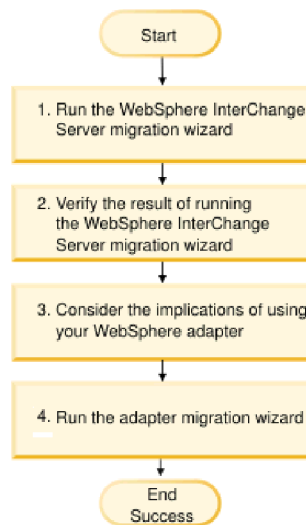 Start
1. Run the WebSphere InterChange
Server migration wizard
2. Verify the result of running
the WebSphere InterChange
Server migration wizard
3. Consider the implications of using
your WebSphere adapter
4. Run the adapter migration wizard
End
Success